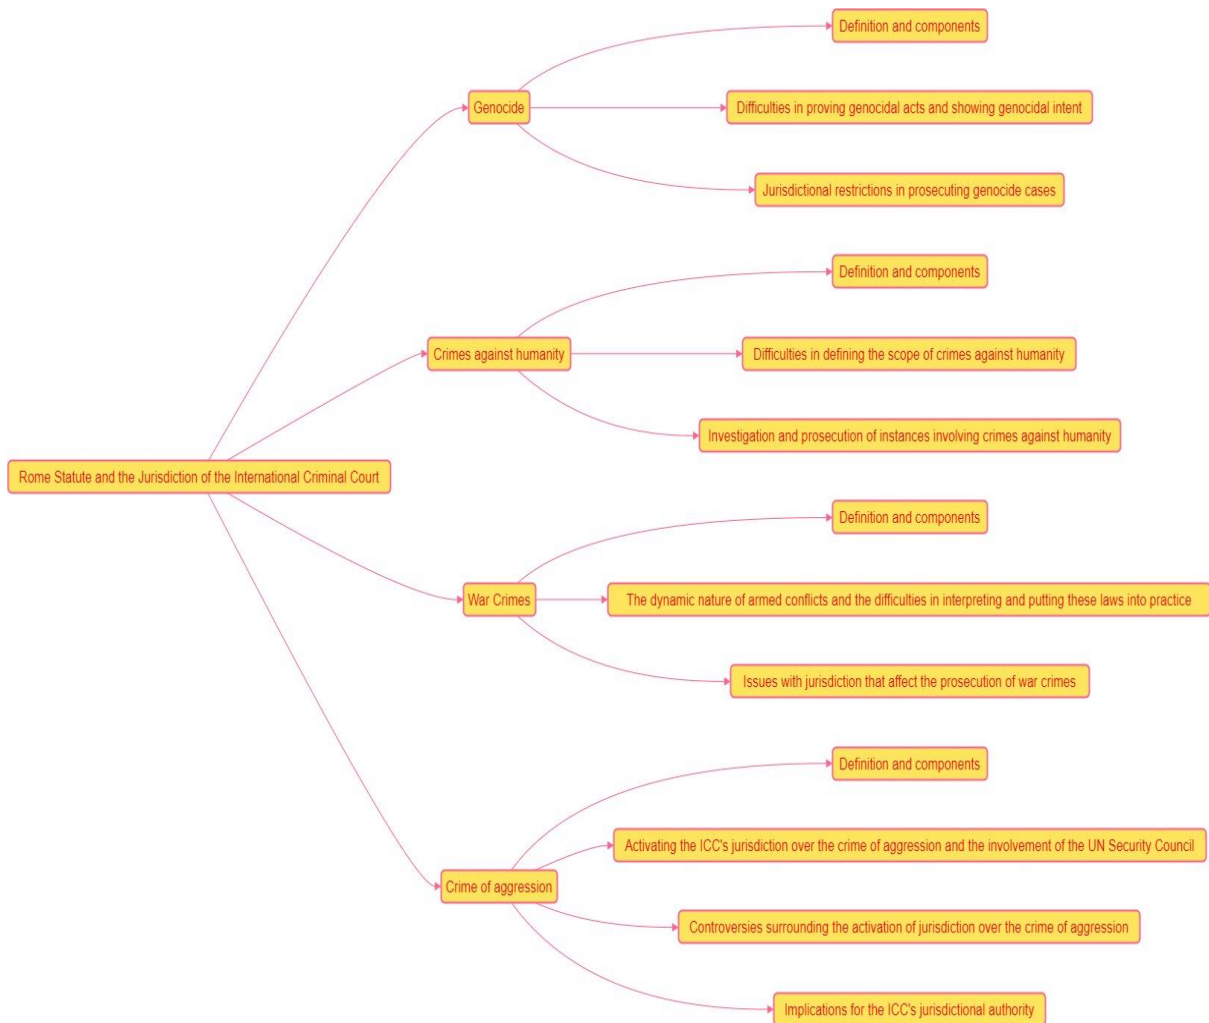 Definition and components
Genocide
Difficulties in proving genocidal acts and showing genocidal intent
Jurisdictional restrictions in prosecuting genocide cases
Definition and components
Crimes against humanity
Difficulties in defining the scope of crimes against humanity
Investigation and prosecution of instances involving crimes against humanity
Rome Statute and the Jurisdiction of the International Criminal Court
Definition and components
War Crimes
The dynamic nature of armed conflicts and the difficulties in interpreting and putting these laws into practice
Issues with jurisdiction that affect the prosecution of war crimes
Definition and components
Activating the ICC's jurisdiction over the crime of aggression and the involvement of the UN Security Council
Crime of aggression
Controversies surrounding the activation of jurisdiction over the crime of aggression
Implications for the ICC's jurisdictional authority